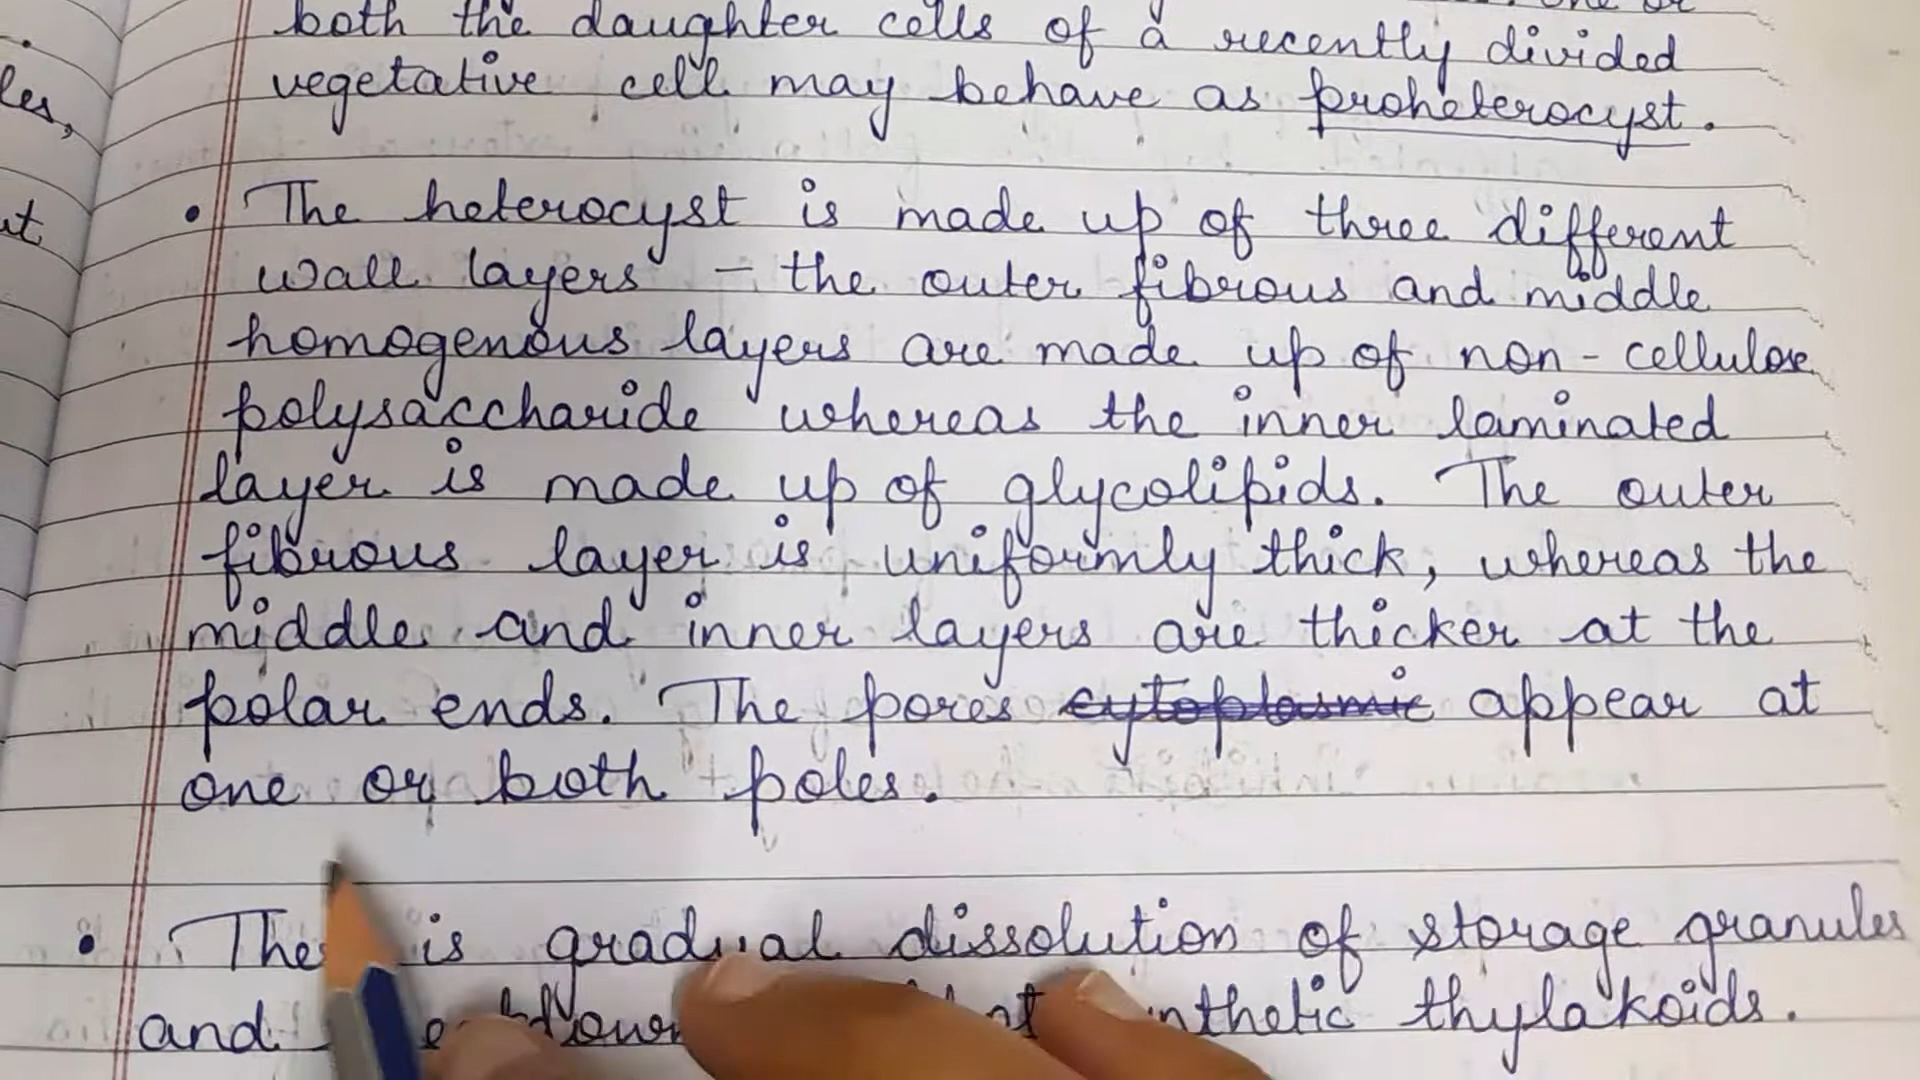 both the daughter cells of a recently divided
vegetative cell may behave as proheterocyst.
• The heterocyst is made up of three different
wall layers – the outer fibrous and middle
homogenous layers are made up of non-cellulose
polysaccharide whereas the inner laminated
layer is made up of glycolipids. The outer
fibrous layer is uniformly thick, whereas the
middle and inner layers are thicker at the
polar ends. The pores cytoplasmic appear at
one or both poles.
• The is gradual dissolution of storage granules
and thylakoids.